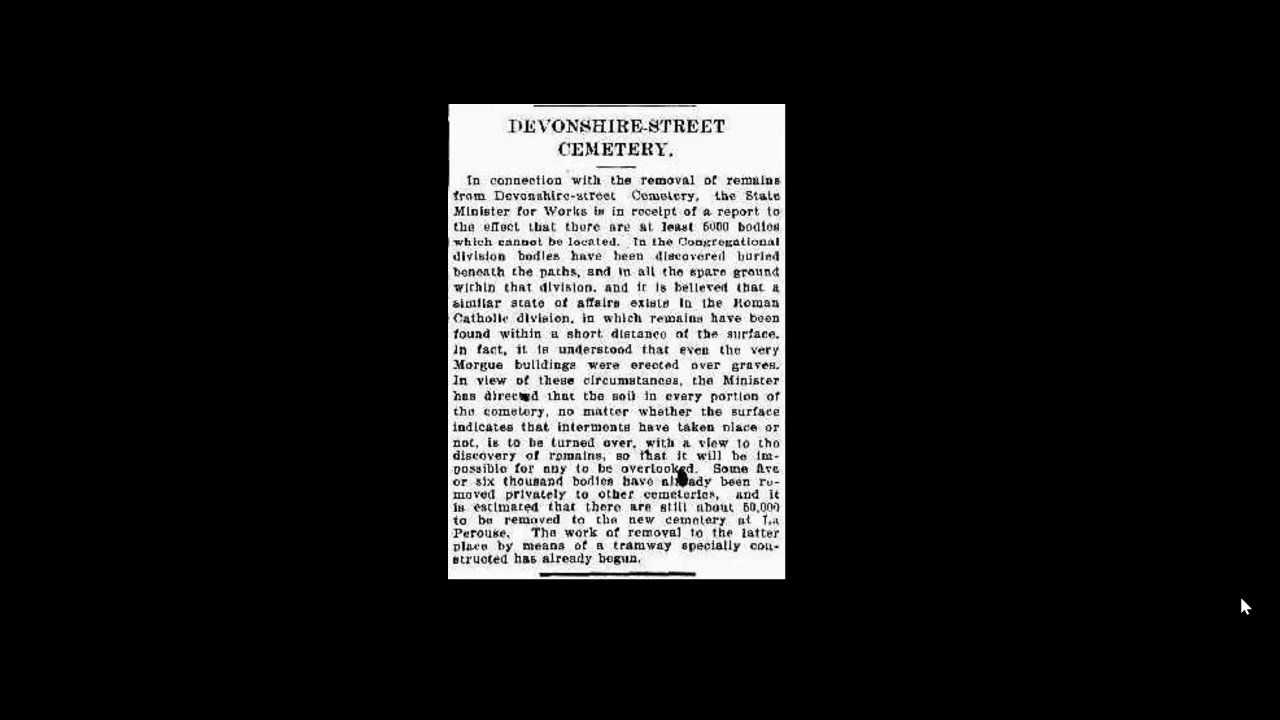 DEVONSHIRE-STREET
CEMETERY.
In connection with the removal of remains
from Devonshire-street Cemetery, the State
Minister for Works is in receipt of a report to
the effect that there are at least 5000 bodies
which cannot be located. In the Congregational
division bodies have been discovered buried
beneath the paths, and in all the spare ground
within that division, and it is believed that a
similar state of affairs exists in the Roman
Catholic division, in which remains have been
found within a short distance of the surface.
In fact, it is understood that even the very
Morgue buildings were erected over graves.
In view of these circumstances, the Minister
has directed that the soil in every portion of
the cemetery, no matter whether the surface
indicates that interments have taken place or
not, is to be turned over, with a view to the
discovery of remains, so that it will be im-
possible for any to be overlooked. Some five
or six thousand bodies have already been re-
moved privately to other cemeteries, and it
is estimated that there are still about 50,000
to be removed to the new cemetery at La
Perouse. The work of removal to the latter
place by means of a tramway specially con-
structed has already begun.